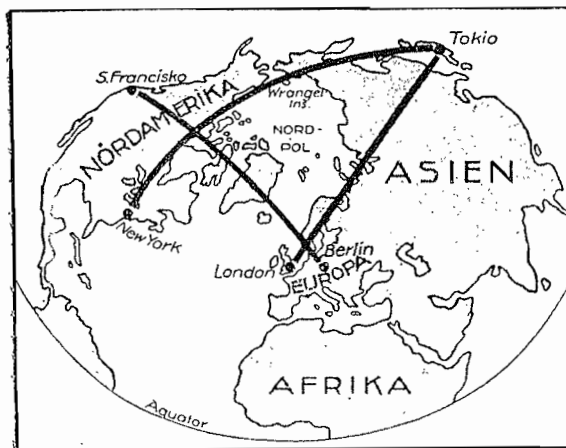 Tokio
S.Francisko
Wrangel
Ins.
NORDAMERIKA
NORD-
POL
ASIEN
New York
London
Berlin
EUROPA
AFRIKA
Äquator